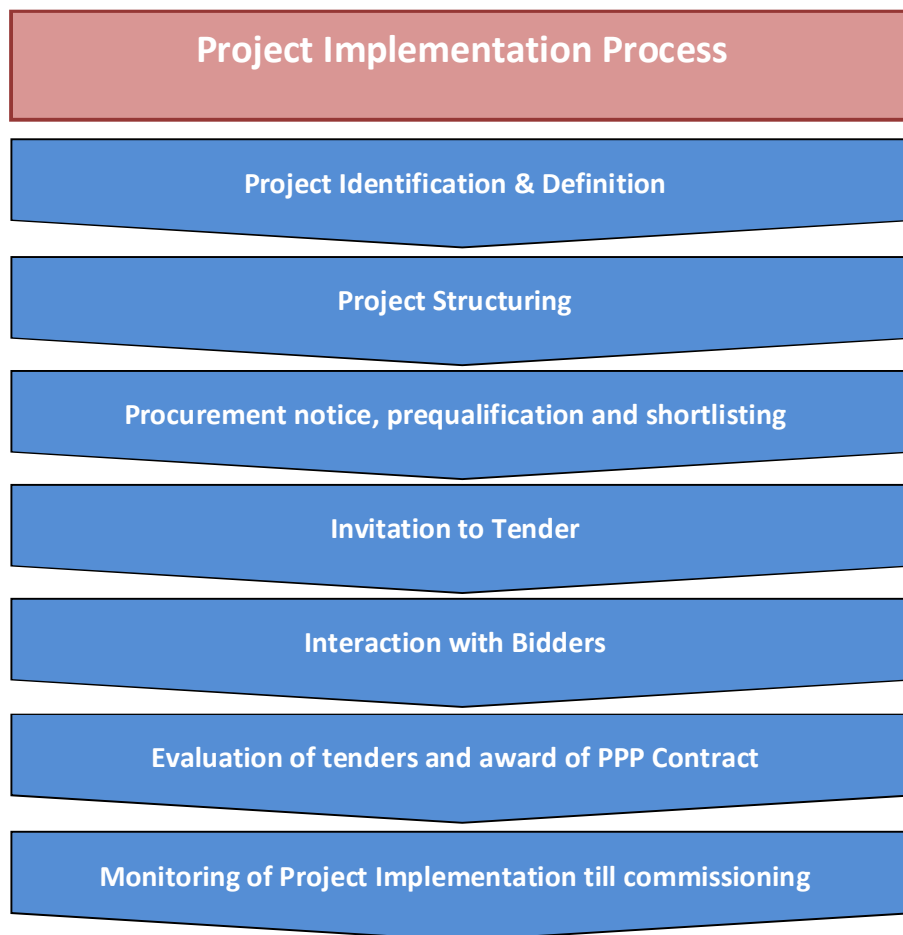 Project Implementation Process
Project Identification & Definition
Project Structuring
Procurement notice, prequalification and shortlisting
Invitation to Tender
Interaction with Bidders
Evaluation of tenders and award of PPP Contract
Monitoring of Project Implementation till commissioning